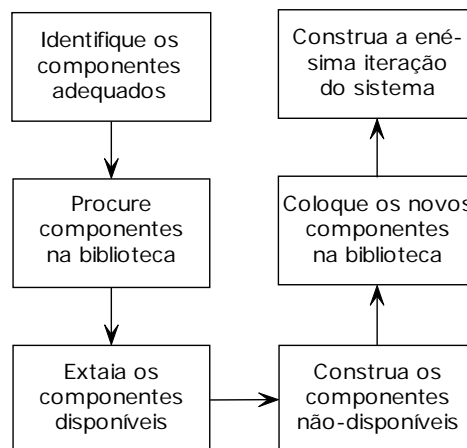 Identifique os
componentes
adequados
Procure
componentes
na biblioteca
Extaia os
componentes
disponíveis
Construa os
componentes
não-disponíveis
Coloque os novos
componentes
na biblioteca
Construa a ené-
sima iteração
do sistema